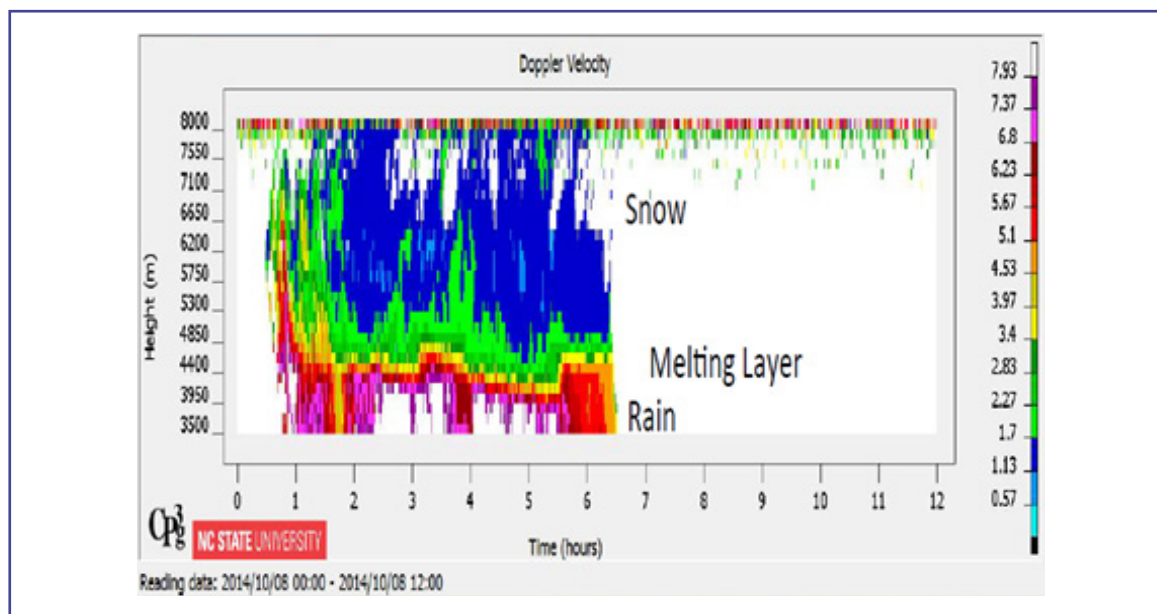 Doppler Velocity
Height (m)
8000
7550
7100
6650
6200
5750
5300
4850
4400
3950
3500
Snow
Melting Layer
Rain
7.93
7.37
6.8
6.23
5.67
5.1
4.53
3.97
3.4
2.83
2.27
1.7
1.13
0.57
0 1 2 3 4 5 6 7 8 9 10 11 12
Time (hours)
Cp3g
NC STATE UNIVERSITY
Reading date: 2014/10/08 00:00 - 2014/10/08 12:00